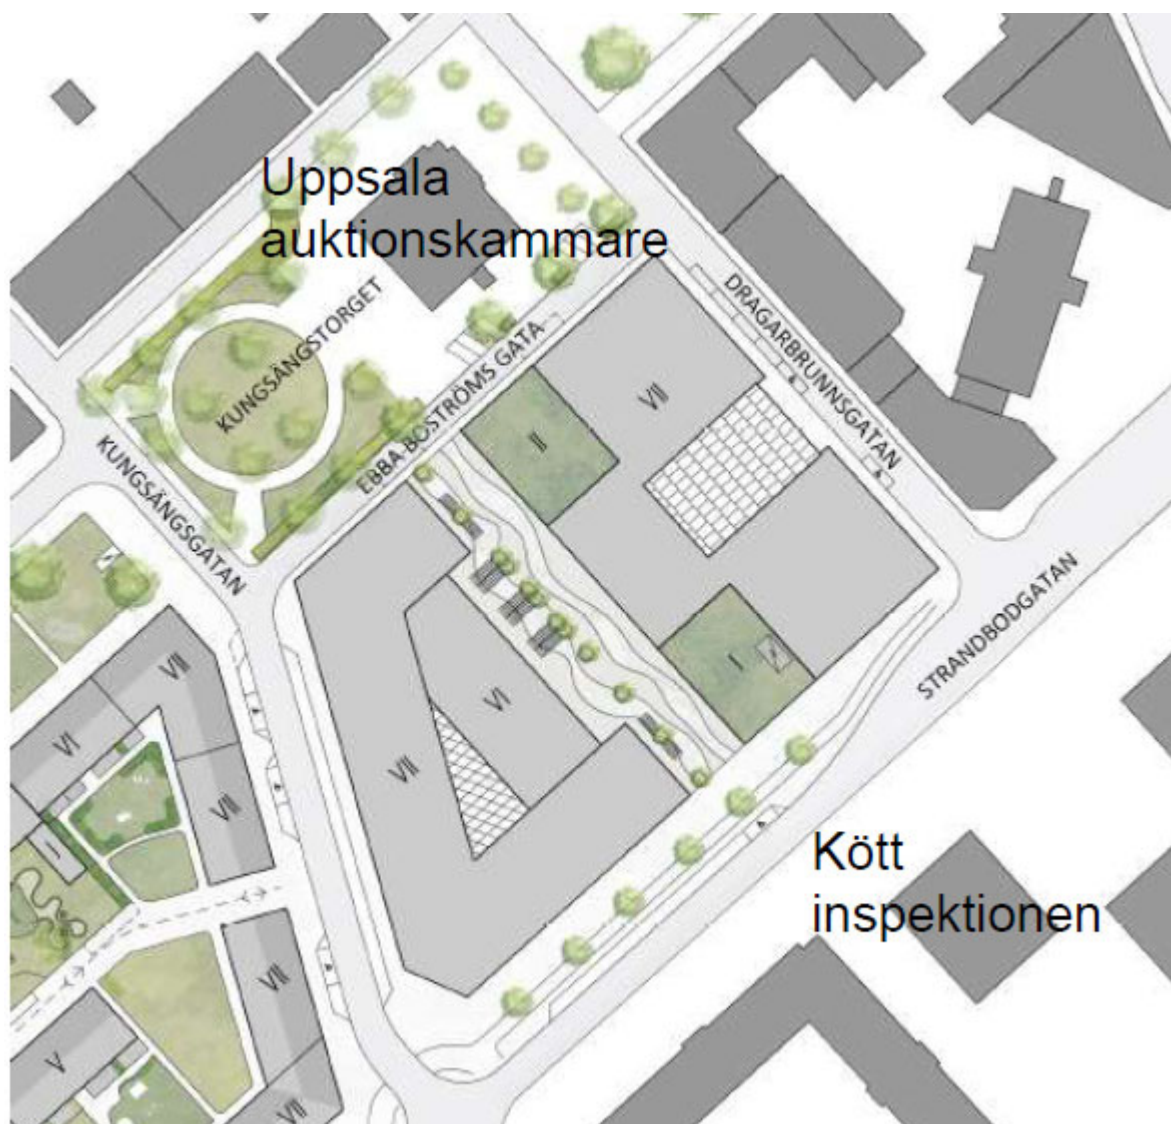 Uppsala
auktionskammare
KUNGSÄNGSTORGET
DRAGARBRUNNSGATAN
EBBA BOSTRÖMS GATA
KUNGSÄNGSGATAN
STRANDBODGATAN
VII
II
I
VI
VII
VII
VI
VII
VII
V
VII
Kött
inspektionen